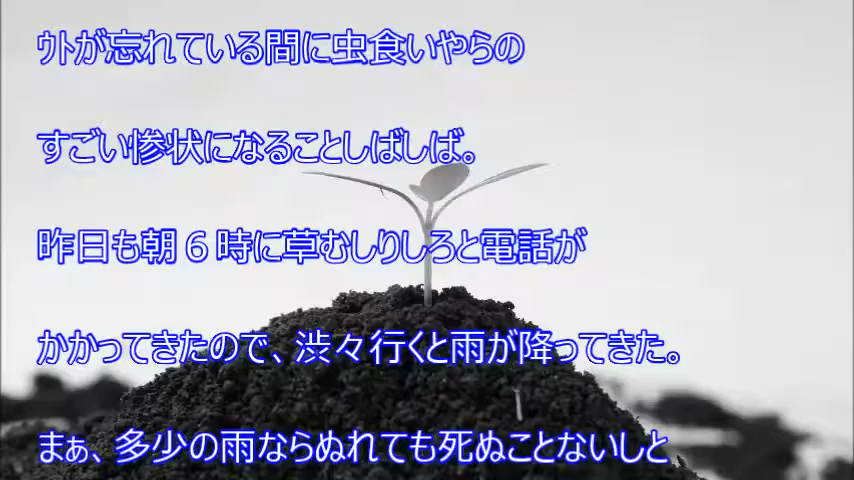 ｳﾄが忘れている間に虫食いやらの
すごい惨状になることしばしば。
昨日も朝６時に草むしりしろと電話が
かかってきたので、渋々行くと雨が降ってきた。
まぁ、多少の雨ならぬれても死ぬことないしと